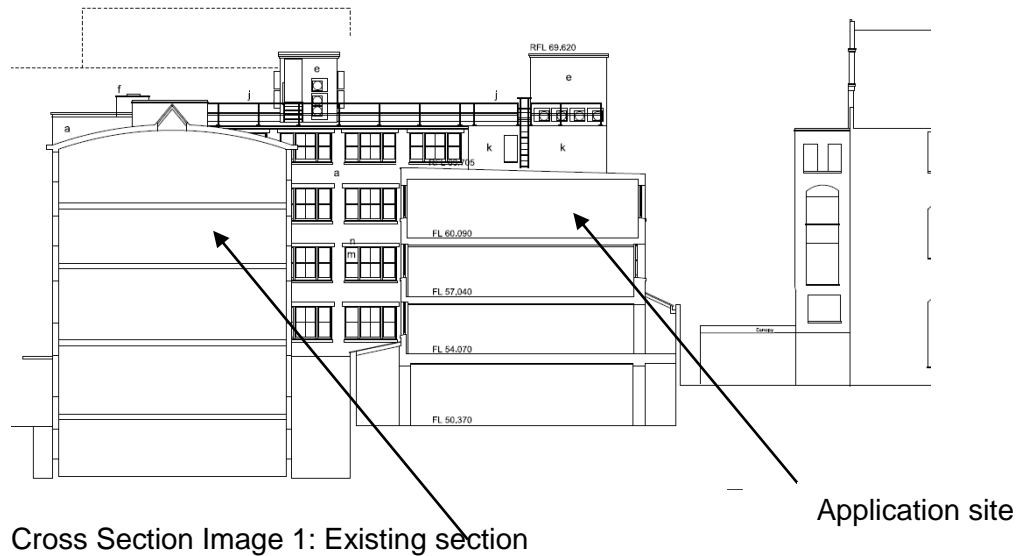 RFL 69.620
e
e
f
j
j
a
k
k
a
FL 60.090
n
m
FL 57,040
FL 54.070
Canopy
FL 50,370
Application site
Cross Section Image 1: Existing section